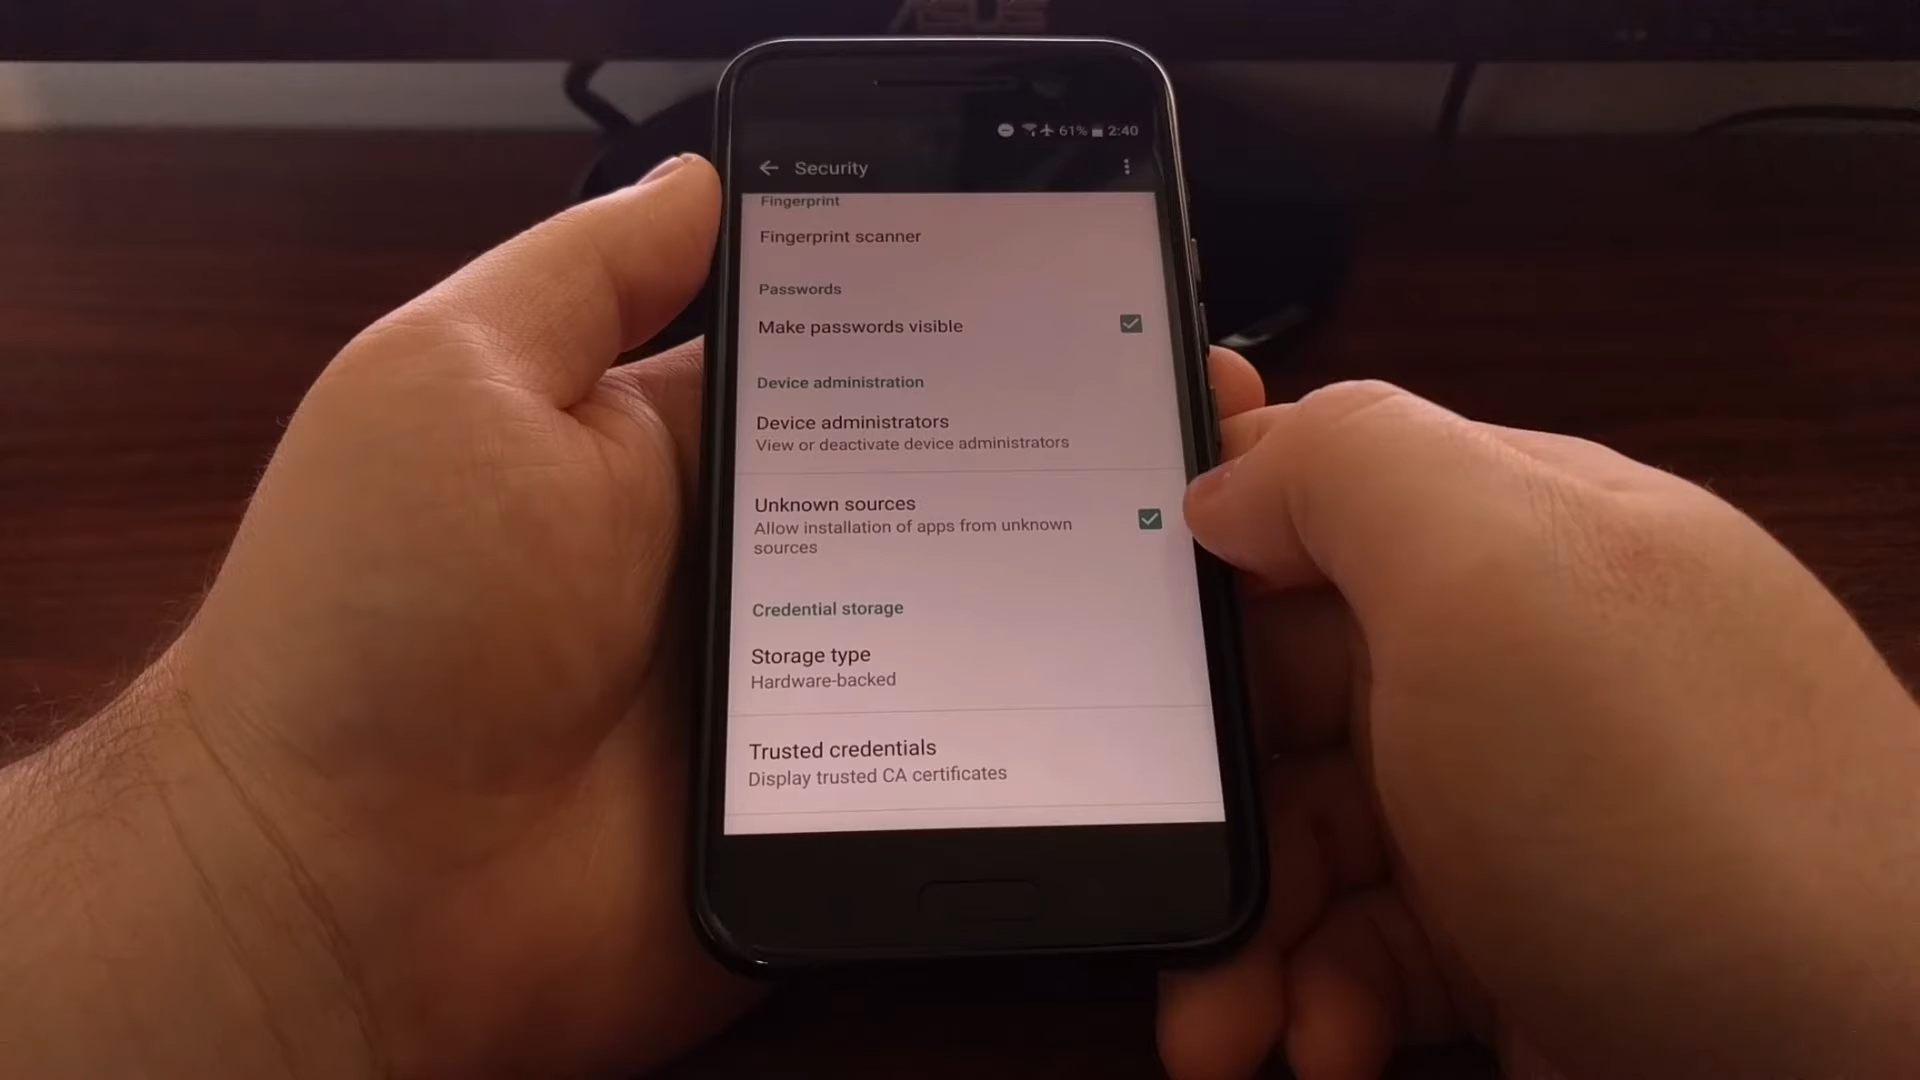 ASUS
61% 2:40
Security
Fingerprint
Fingerprint scanner
Passwords
Make passwords visible
Device administration
Device administrators
View or deactivate device administrators
Unknown sources
Allow installation of apps from unknown
sources
Credential storage
Storage type
Hardware-backed
Trusted credentials
Display trusted CA certificates